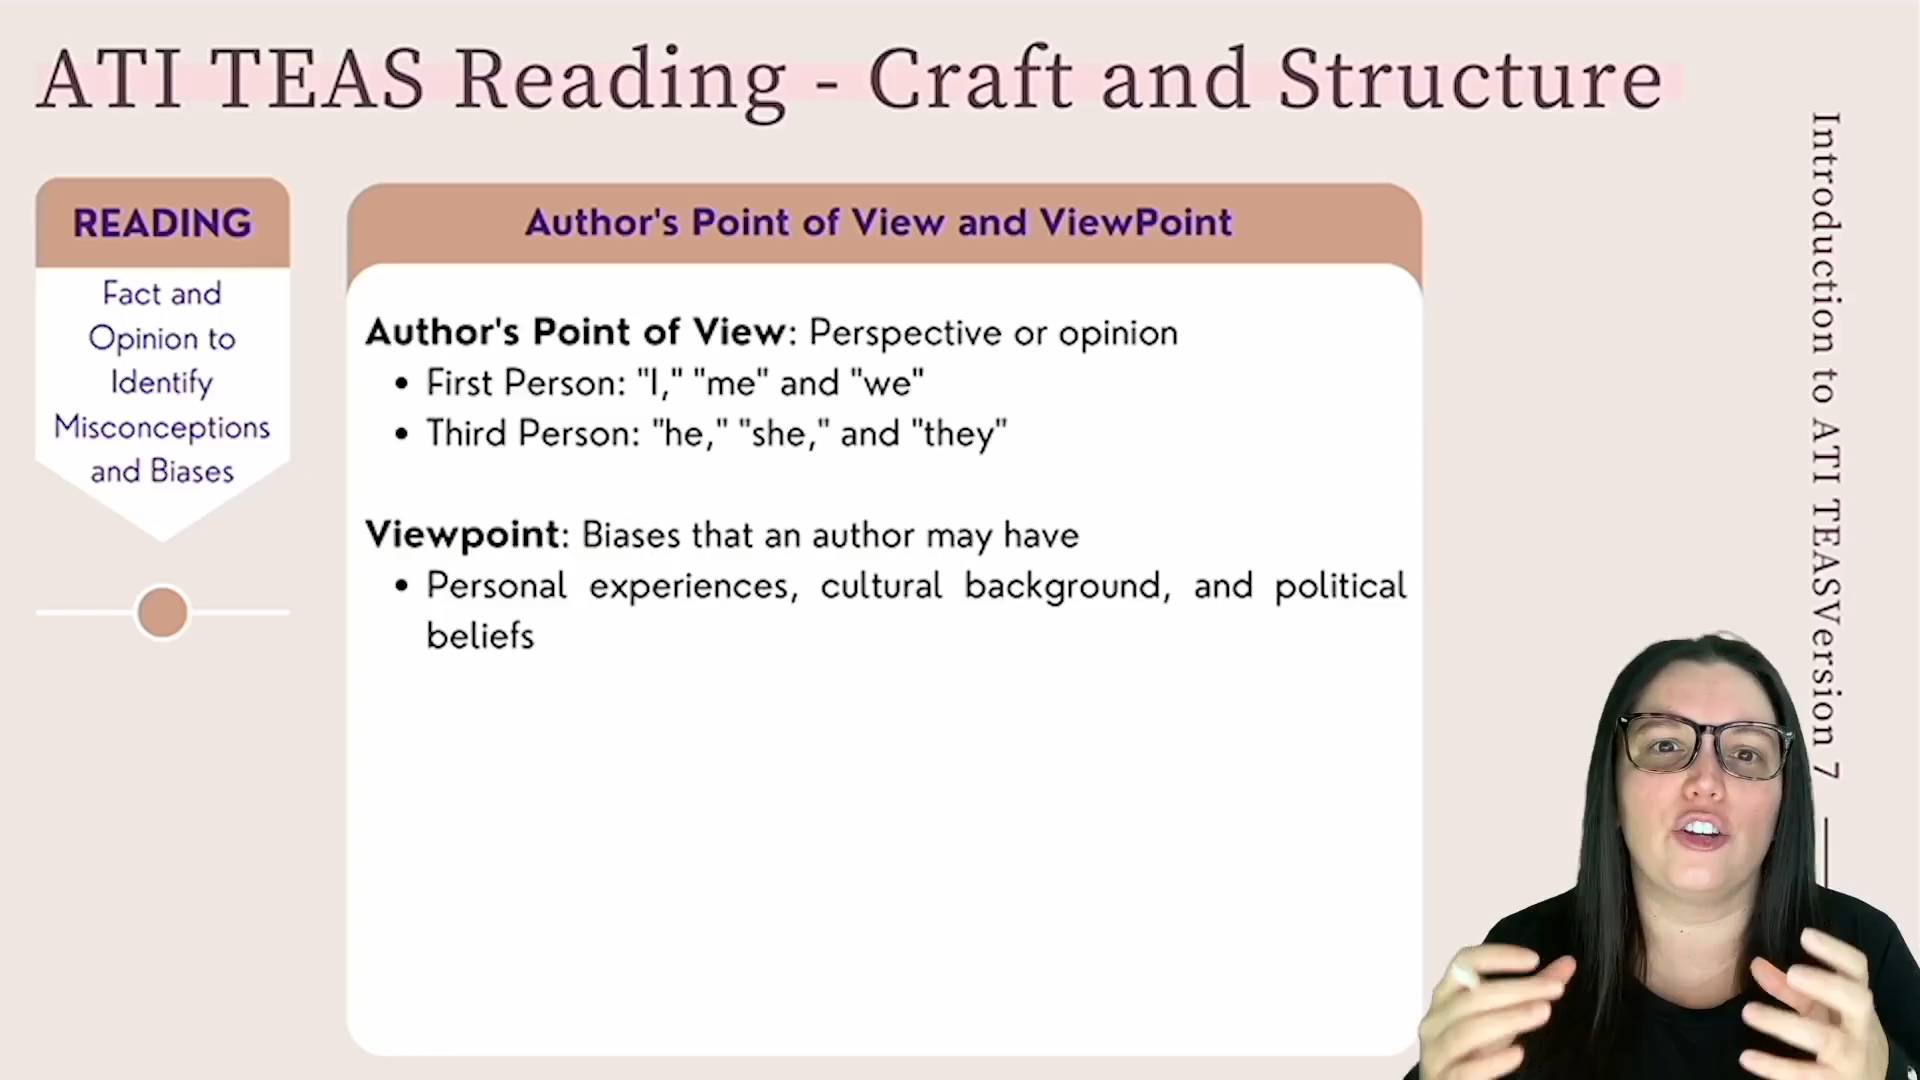 ATI TEAS Reading - Craft and Structure
READING
Fact and
Opinion to
Identify
Misconceptions
and Biases
Author's Point of View and ViewPoint
Author's Point of View: Perspective or opinion
• First Person: "I," "me" and "we"
• Third Person: "he," "she," and "they"
Viewpoint: Biases that an author may have
• Personal experiences, cultural background, and political
beliefs
Introduction to ATI TEASVersion 7